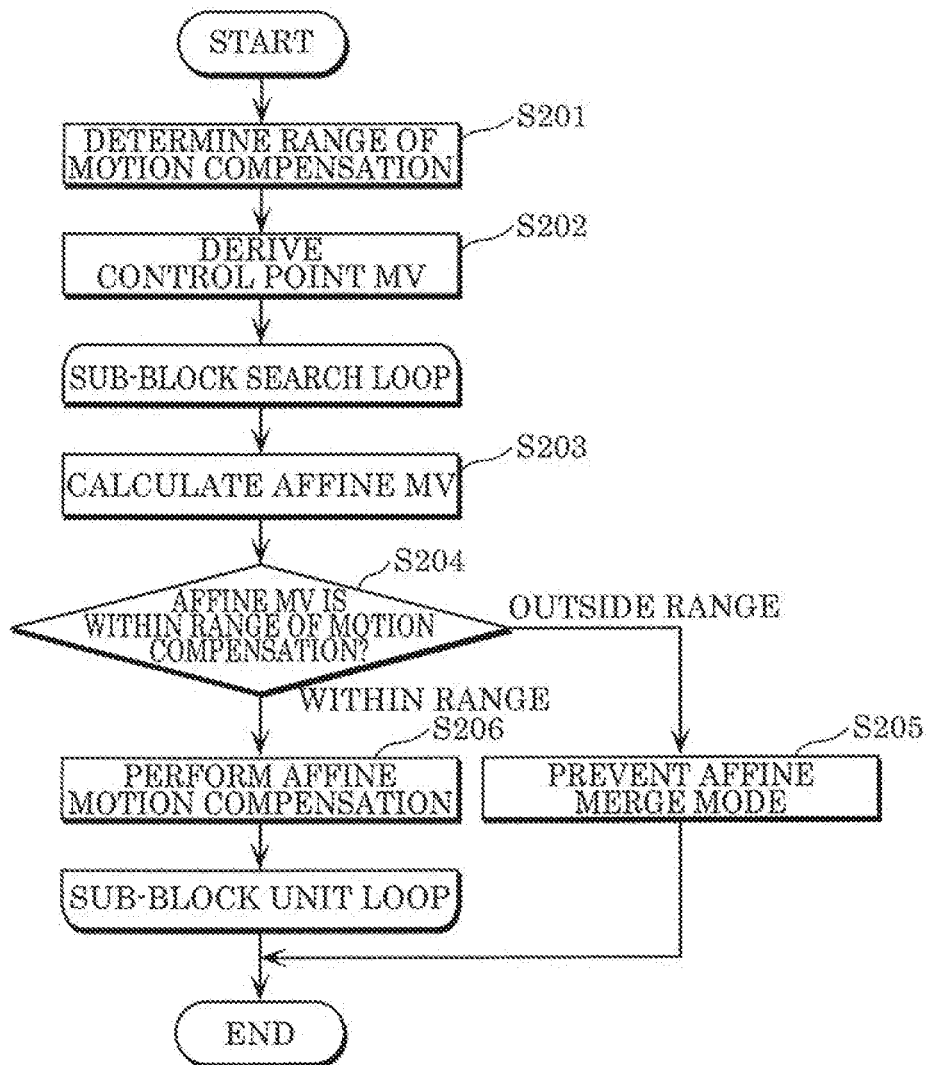 START
S201
DETERMINE RANGE OF
MOTION COMPENSATION
S202
DERIVE
CONTROL POINT MV
SUB-BLOCK SEARCH LOOP
S203
CALCULATE AFFINE MV
S204
AFFINE MV IS
WITHIN RANGE OF MOTION
COMPENSATION?
OUTSIDE RANGE
WITHIN RANGE
S206
PERFORM AFFINE
MOTION COMPENSATION
S205
PREVENT AFFINE
MERGE MODE
SUB-BLOCK UNIT LOOP
END